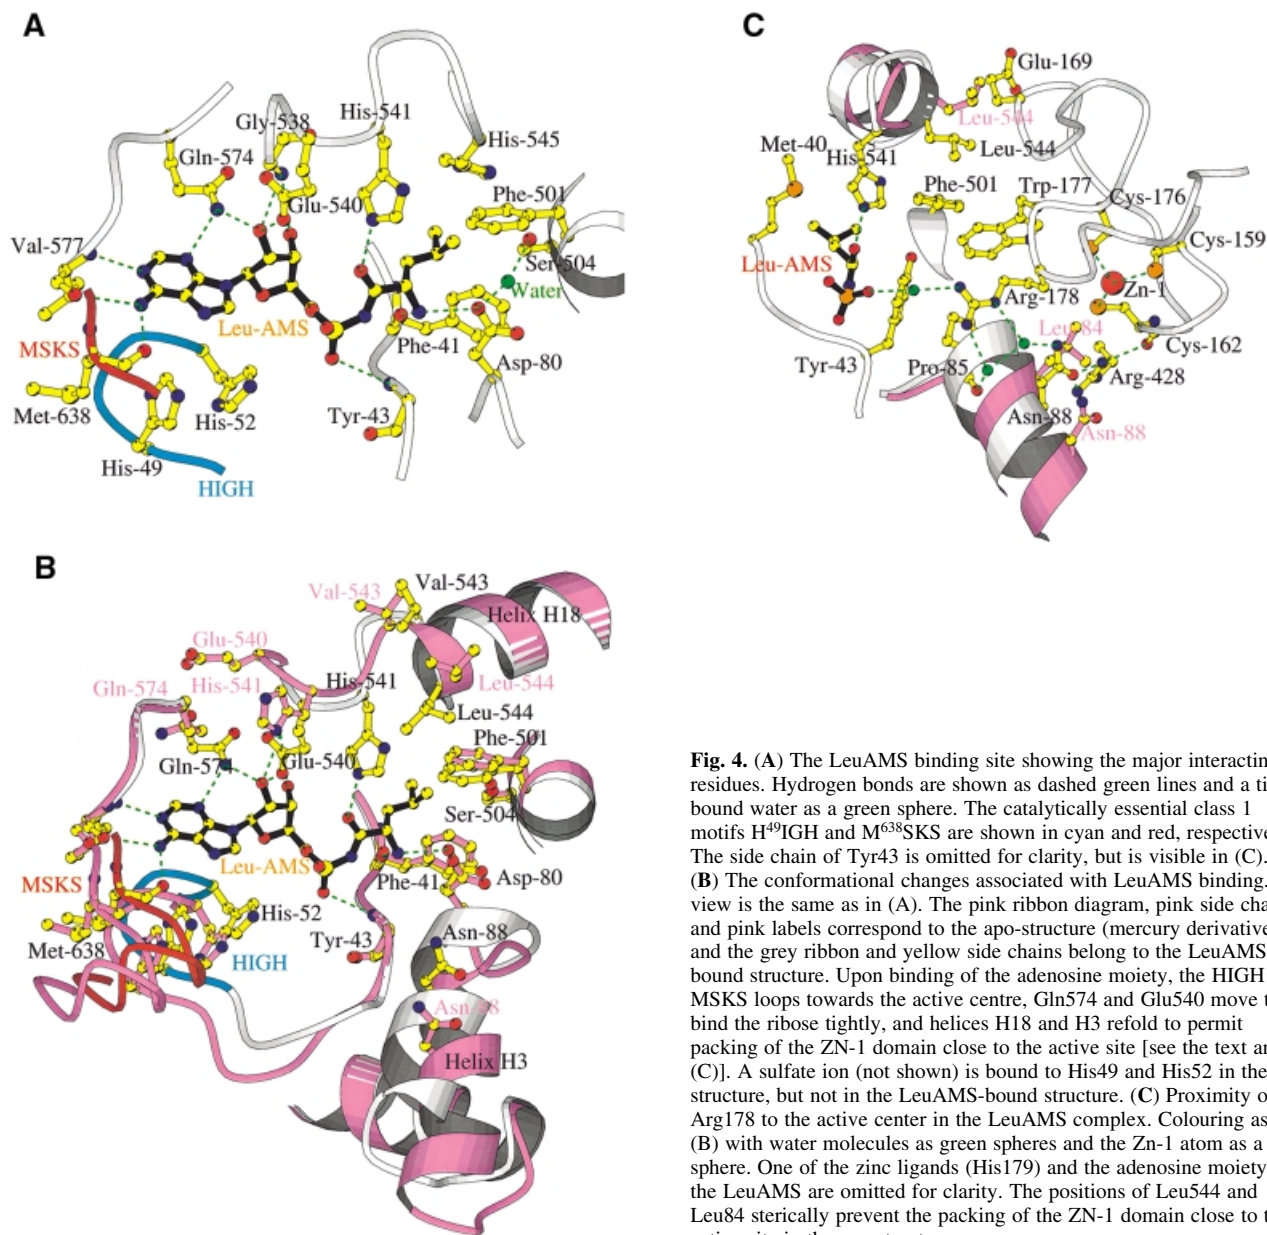 A
Gly-538
His-541
His-545
Gln-574
Glu-540
Phe-501
Val-577
Ser-504
Water
Leu-AMS
MSKS
Phe-41
Asp-80
Met-638
His-52
Tyr-43
His-49
HIGH
C
Glu-169
Leu-544
Met-40
His-541
Leu-544
Phe-501
Trp-177
Cys-176
Cys-159
Leu-AMS
Zn-1
Arg-178
Leu-84
Tyr-43
Pro-85
Cys-162
Arg-428
Asn-88
Asn-88
B
Val-543
Val-543
Helix H18
Glu-540
Gln-574
His-541
His-541
Leu-544
Leu-544
Phe-501
Gln-574
Glu-540
Ser-504
Leu-AMS
MSKS
Phe-41
Asp-80
His-52
Met-638
Tyr-43
Asn-88
HIGH
Asn-88
Helix H3
Fig. 4. (A) The LeuAMS binding site showing the major interactin
residues. Hydrogen bonds are shown as dashed green lines and a ti
bound water as a green sphere. The catalytically essential class 1
motifs H49IGH and M638SKS are shown in cyan and red, respective
The side chain of Tyr43 is omitted for clarity, but is visible in (C).
(B) The conformational changes associated with LeuAMS binding.
view is the same as in (A). The pink ribbon diagram, pink side cha
and pink labels correspond to the apo-structure (mercury derivative
and the grey ribbon and yellow side chains belong to the LeuAMS
bound structure. Upon binding of the adenosine moiety, the HIGH
MSKS loops towards the active centre, Gln574 and Glu540 move t
bind the ribose tightly, and helices H18 and H3 refold to permit
packing of the ZN-1 domain close to the active site [see the text an
(C)]. A sulfate ion (not shown) is bound to His49 and His52 in the
structure, but not in the LeuAMS-bound structure. (C) Proximity o
Arg178 to the active center in the LeuAMS complex. Colouring as
(B) with water molecules as green spheres and the Zn-1 atom as a
sphere. One of the zinc ligands (His179) and the adenosine moiety
the LeuAMS are omitted for clarity. The positions of Leu544 and
Leu84 sterically prevent the packing of the ZN-1 domain close to t